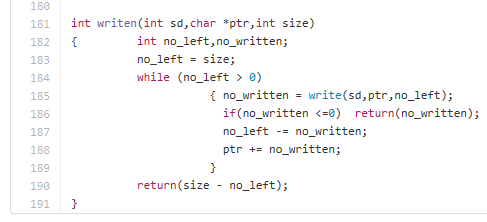 180
181 int writen(int sd,char *ptr,int size)
182 {         int no_left,no_written;
183           no_left = size;
184           while (no_left > 0)
185                      { no_written = write(sd,ptr,no_left);
186                        if(no_written <=0)  return(no_written);
187                        no_left -= no_written;
188                        ptr += no_written;
189                      }
190           return(size - no_left);
191 }